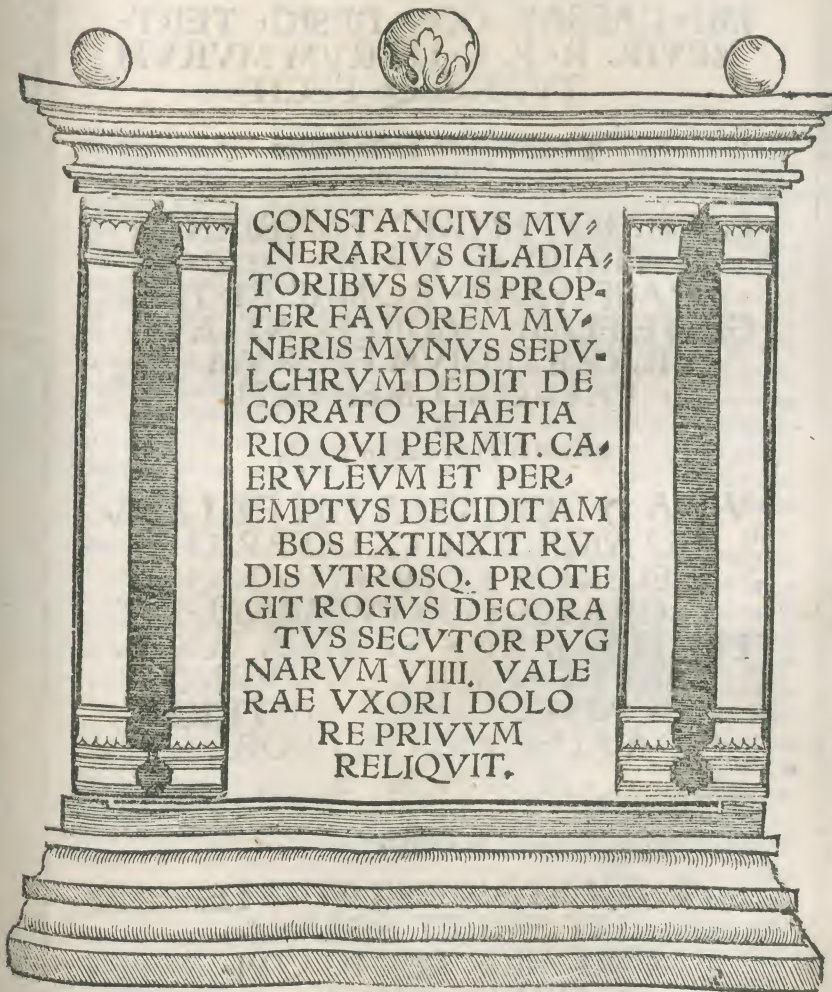 CONSTANCIVS MV⸗
NERARIVS GLADIA⸗
TORIBVS SVIS PROP-
TER FAVOREM MV-
NERIS MVNVS SEPV-
LCHRVM DEDIT DE
CORATO RHAETIA
RIO QVI PERMIT. CA-
ERVLEVM ET PER-
EMPTVS DECIDIT AM
BOS EXTINXIT RV
DIS VTROSQ. PROTE
GIT ROGVS DECORA
TVS SECVTOR PVG
NARVM VIIII. VALE
RAE VXORI DOLO
RE PRIVVM
RELIQVIT.